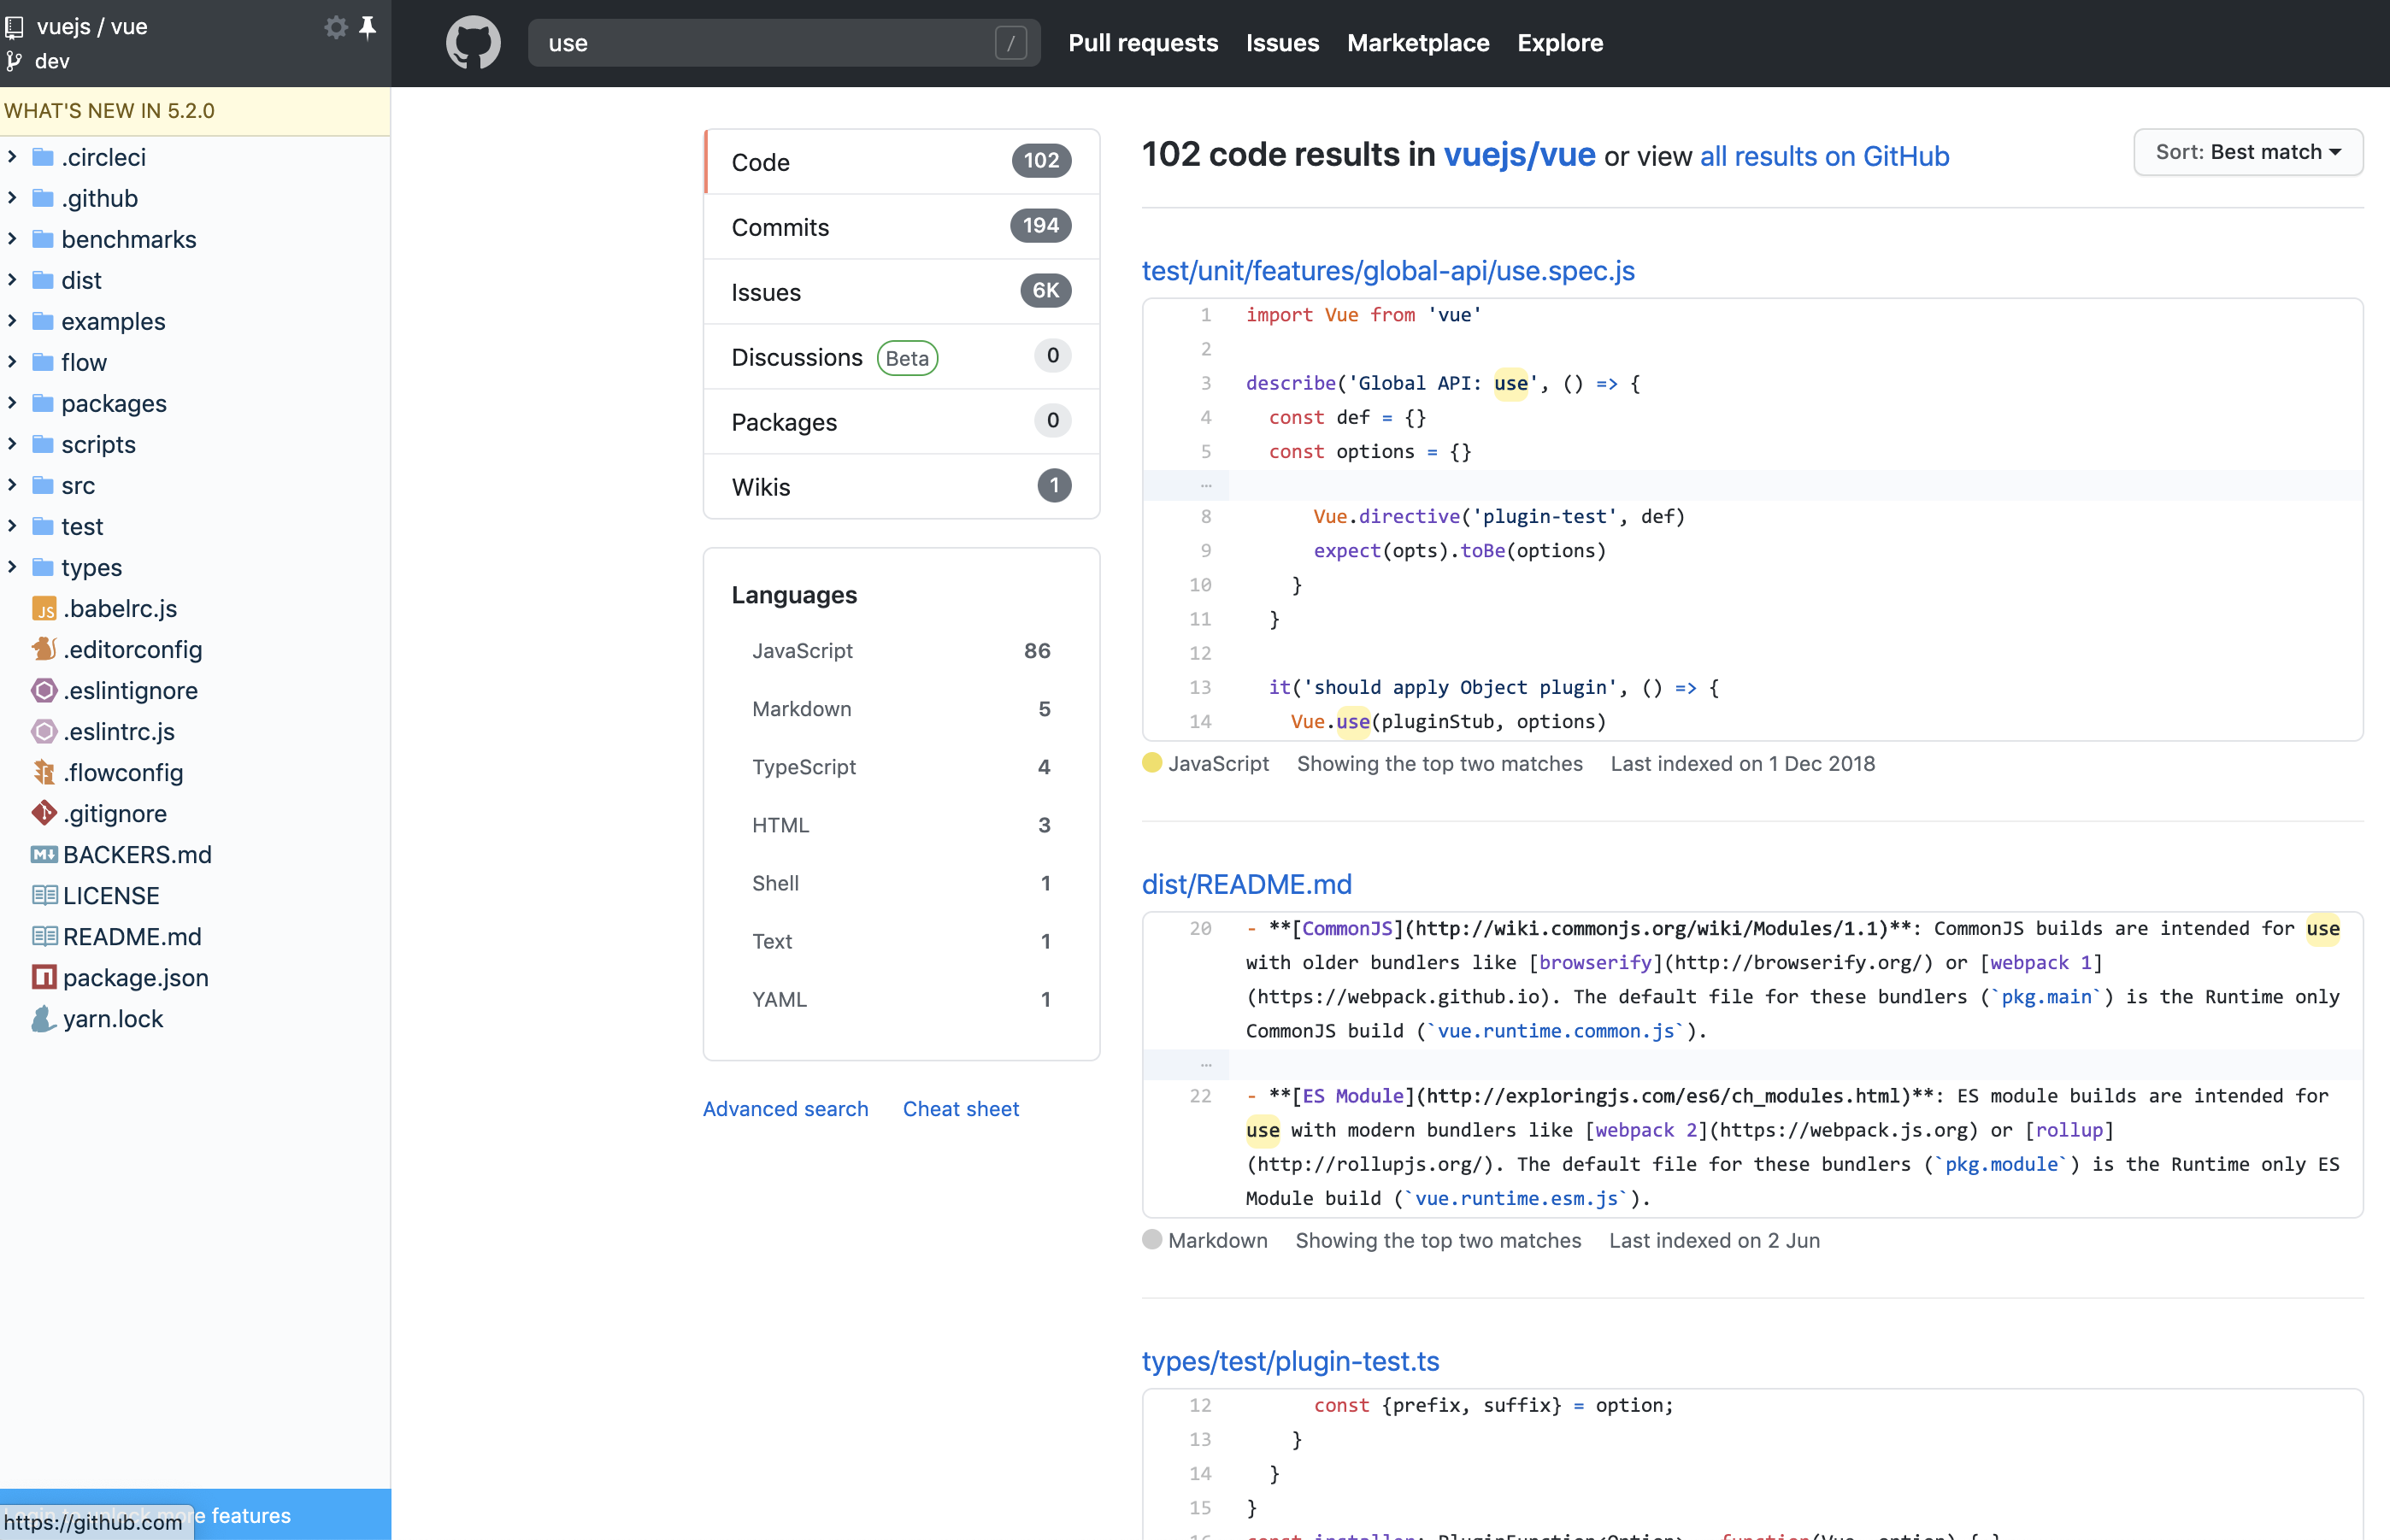 vuejs / vue
dev
WHAT'S NEW IN 5.2.0
.circleci
.github
benchmarks
dist
examples
flow
packages
scripts
src
test
types
JS .babelrc.js
.editorconfig
.eslintignore
.eslintrc.js
.flowconfig
.gitignore
BACKERS.md
LICENSE
README.md
package.json
yarn.lock
more features
https://github.com
use /
Pull requests Issues Marketplace Explore
Code 102
Commits 194
Issues 6K
Discussions Beta 0
Packages 0
Wikis 1
Languages
JavaScript 86
Markdown 5
TypeScript 4
HTML 3
Shell 1
Text 1
YAML 1
Advanced search Cheat sheet
102 code results in vuejs/vue or view all results on GitHub
Sort: Best match
test/unit/features/global-api/use.spec.js
1 import Vue from 'vue'
2
3 describe('Global API: use', () => {
4 const def = {}
5 const options = {}
…
8 Vue.directive('plugin-test', def)
9 expect(opts).toBe(options)
10 }
11 }
12
13 it('should apply Object plugin', () => {
14 Vue.use(pluginStub, options)
JavaScript Showing the top two matches Last indexed on 1 Dec 2018
dist/README.md
20 - **[CommonJS](http://wiki.commonjs.org/wiki/Modules/1.1)**: CommonJS builds are intended for use
with older bundlers like [browserify](http://browserify.org/) or [webpack 1]
(https://webpack.github.io). The default file for these bundlers (`pkg.main`) is the Runtime only
CommonJS build (`vue.runtime.common.js`).
…
22 - **[ES Module](http://exploringjs.com/es6/ch_modules.html)**: ES module builds are intended for
use with modern bundlers like [webpack 2](https://webpack.js.org) or [rollup]
(http://rollupjs.org/). The default file for these bundlers (`pkg.module`) is the Runtime only ES
Module build (`vue.runtime.esm.js`).
Markdown Showing the top two matches Last indexed on 2 Jun
types/test/plugin-test.ts
12 const {prefix, suffix} = option;
13 }
14 }
15 }